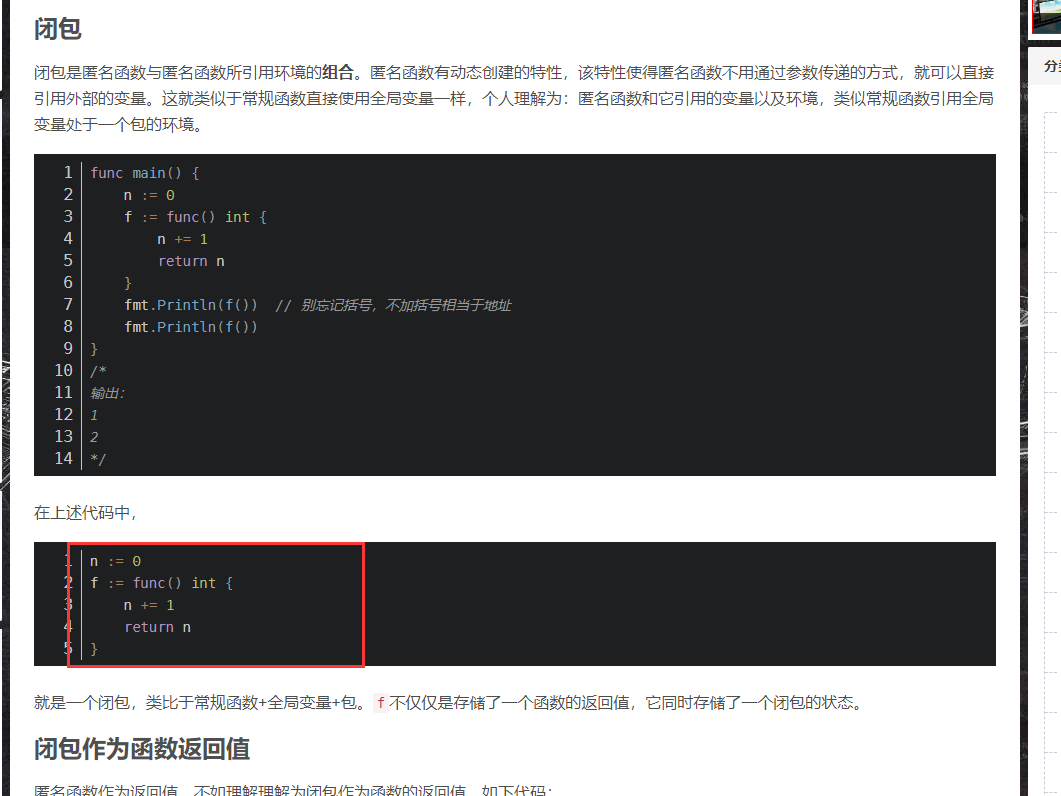 闭包
闭包是匿名函数与匿名函数所引用环境的组合。匿名函数有动态创建的特性，该特性使得匿名函数不用通过参数传递的方式，就可以直接
引用外部的变量。这就类似于常规函数直接使用全局变量一样，个人理解为：匿名函数和它引用的变量以及环境，类似常规函数引用全局
变量处于一个包的环境。
1 func main() {
2     n := 0
3     f := func() int {
4         n += 1
5         return n
6     }
7     fmt.Println(f())  // 别忘记括号，不加括号相当于地址
8     fmt.Println(f())
9 }
10 /*
11 输出：
12 1
13 2
14 */
在上述代码中，
1 n := 0
2 f := func() int {
3     n += 1
4     return n
5 }
就是一个闭包，类比于常规函数+全局变量+包。f不仅仅是存储了一个函数的返回值，它同时存储了一个闭包的状态。
闭包作为函数返回值
匿名函数作为返回值，不如理解理解为闭包作为函数的返回值，如下代码：